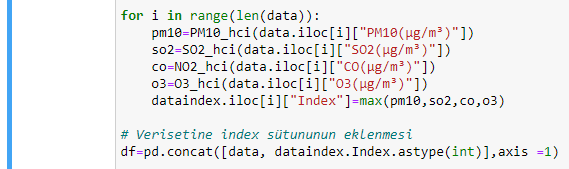 for i in range(len(data)):
    pm10=PM10_hci(data.iloc[i]["PM10(µg/m³)"])
    so2=SO2_hci(data.iloc[i]["SO2(µg/m³)"])
    co=NO2_hci(data.iloc[i]["CO(µg/m³)"])
    o3=O3_hci(data.iloc[i]["O3(µg/m³)"])
    dataindex.iloc[i]["Index"]=max(pm10,so2,co,o3)
# Verisetine index sütununun eklenmesi
df=pd.concat([data, dataindex.Index.astype(int)],axis =1)